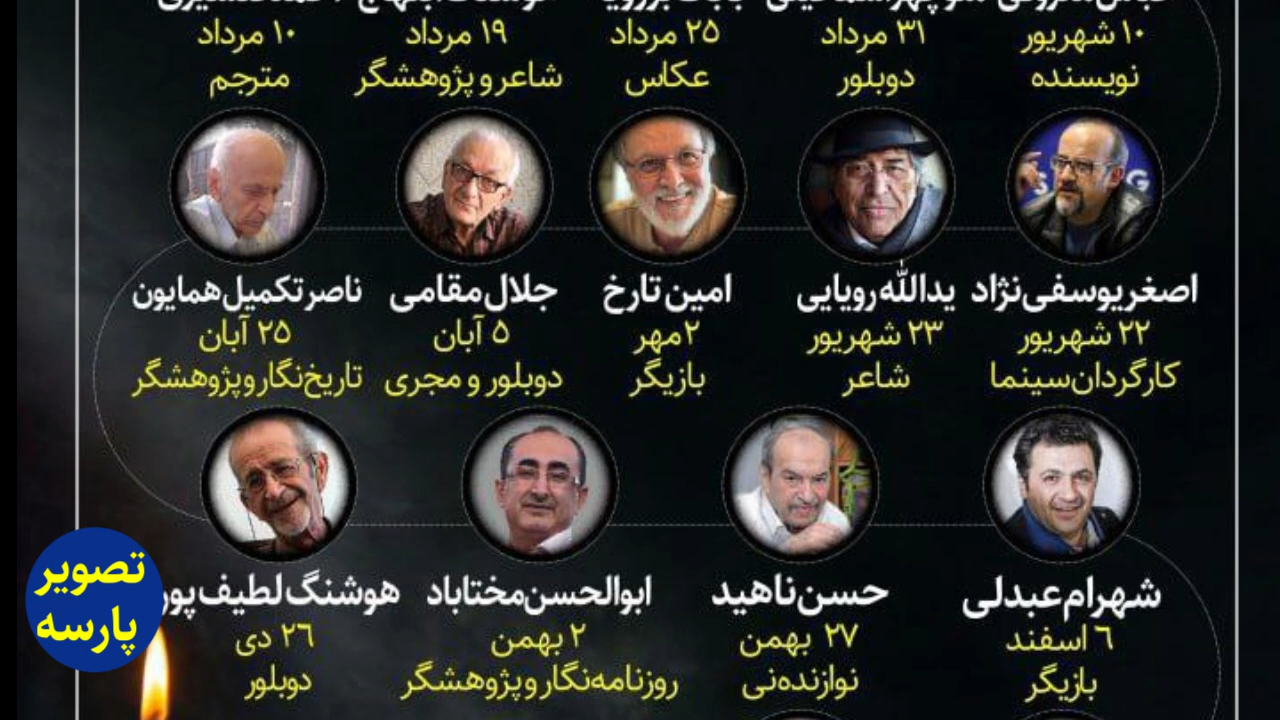 ۱۰ شهریور
نویسنده
۳۱ مرداد
دوبلور
۲۵ مرداد
عکاس
۱۹ مرداد
شاعر و پژوهشگر
۱۰ مرداد
مترجم
اصغر یوسفی‌نژاد
۲۲ شهریور
کارگردان سینما
یدالله رویایی
۲۳ شهریور
شاعر
امین تارخ
۲ مهر
بازیگر
جلال مقامی
۵ آبان
دوبلور و مجری
ناصر تکمیل همایون
۲۵ آبان
تاریخ‌نگار و پژوهشگر
شهرام عبدلی
۶ اسفند
بازیگر
حسن ناهید
۲۷ بهمن
نوازنده نی
ابوالحسن مختاباد
۲ بهمن
روزنامه‌نگار و پژوهشگر
هوشنگ لطیف‌پور
۲۶ دی
دوبلور
تصویر
پارسه